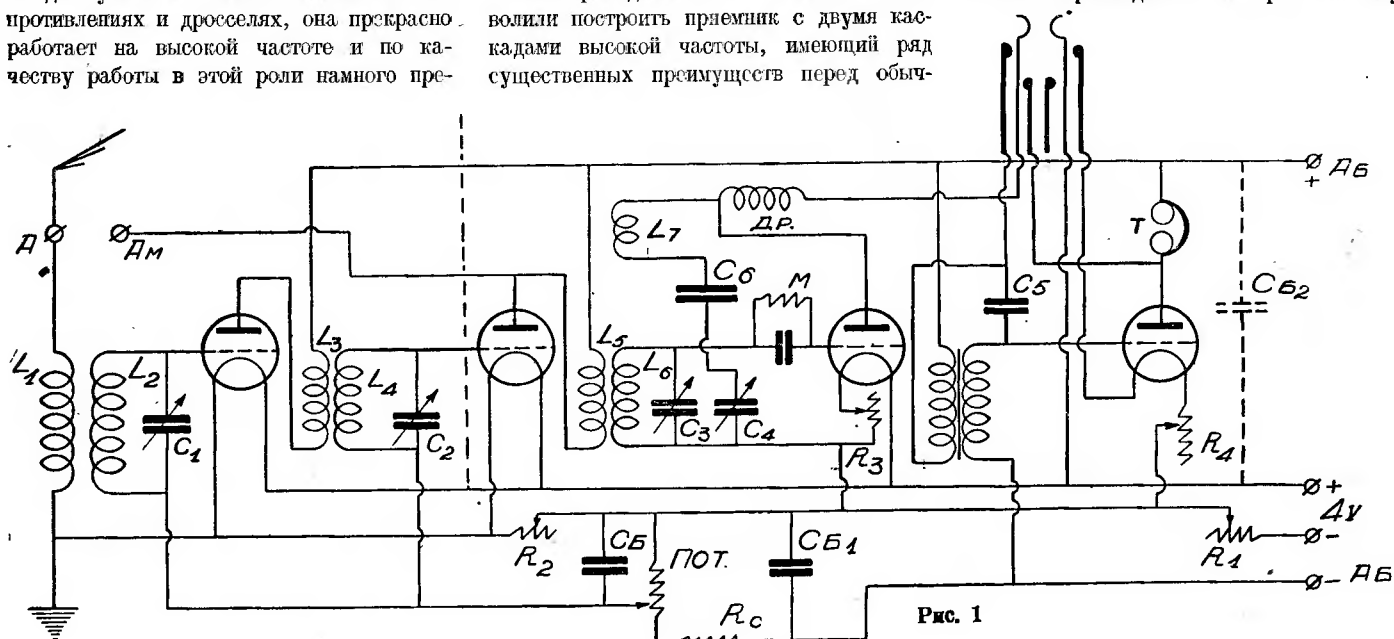 противлениях и дросселях, она прекрасно
работает на высокой частоте и по ка-
честву работы в этой роли намного пре-
волили построить приемник с двумя кас-
кадами высокой частоты, имеющий ряд
существенных преимуществ перед обыч-
А
Ам
L1
L2
C1
L3
L4
C2
L5
L6
L7
C6
ДР.
М
C3
C4
R3
C5
Т
R4
СБ2
АБ
+
+
4V
-
- АБ
R1
R2
СБ
ПОТ.
СБ1
Rc
Рис. 1